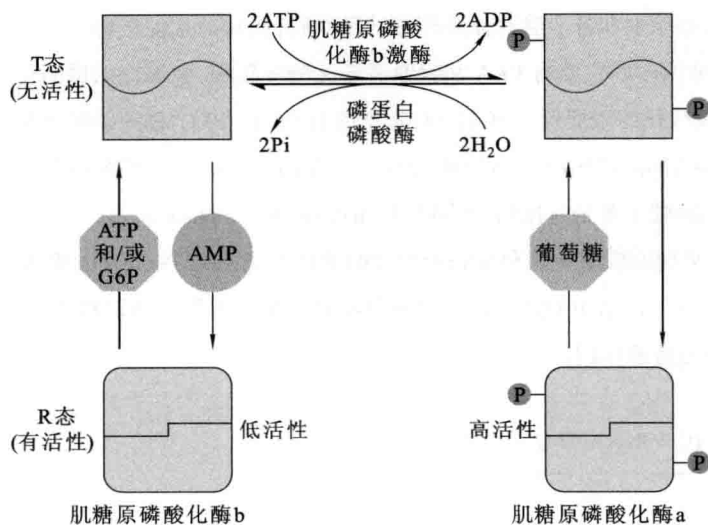 2ATP
肌糖原磷酸
化酶b激酶
2ADP
P
T态
(无活性)
P
2Pi
磷蛋白
磷酸酶
2H₂O
ATP
和/或
G6P
AMP
葡萄糖
R态
(有活性)
低活性
高活性
P
P
肌糖原磷酸化酶b
肌糖原磷酸化酶a